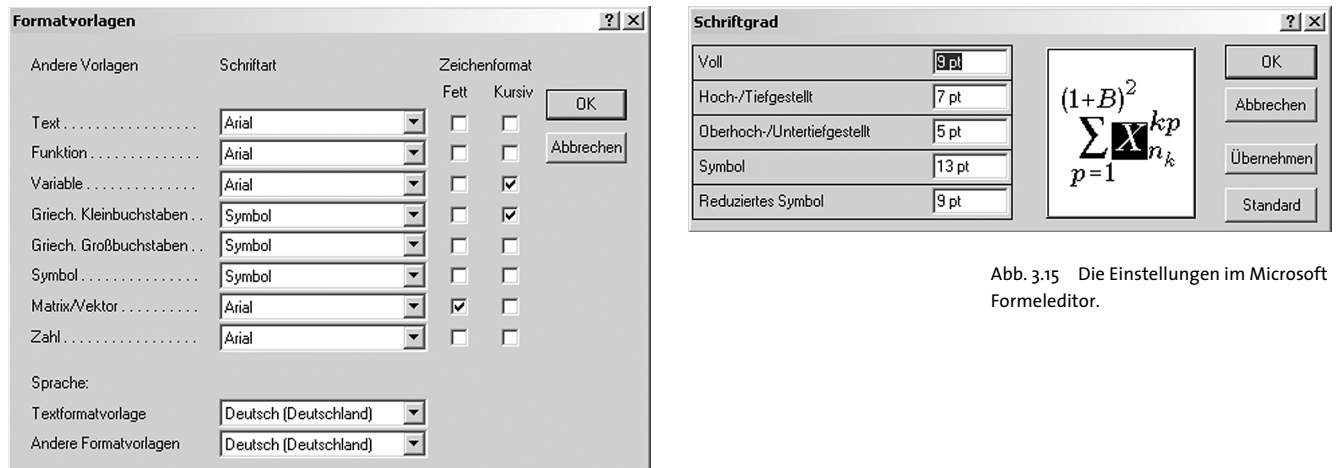 Formatvorlagen
Andere Vorlagen Schriftart Zeichenformat
Fett Kursiv OK
Text................. Arial
Abbrechen
Funktion.............. Arial
Variable.............. Arial
Griech. Kleinbuchstaben .. Symbol
Griech. Großbuchstaben .. Symbol
Symbol............... Symbol
Matrix/Vektor.......... Arial
Zahl................. Arial
Sprache:
Textformatvorlage Deutsch (Deutschland)
Andere Formatvorlagen Deutsch (Deutschland)
Schriftgrad
Voll 9 pt OK
Hoch-/Tiefgestellt 7 pt Abbrechen
Oberhoch-/Untertiefgestellt 5 pt
Symbol 13 pt Übernehmen
Reduziertes Symbol 9 pt Standard
(1+B)²
∑ X kp
n k
p=1
Abb. 3.15 Die Einstellungen im Microsoft
Formeleditor.